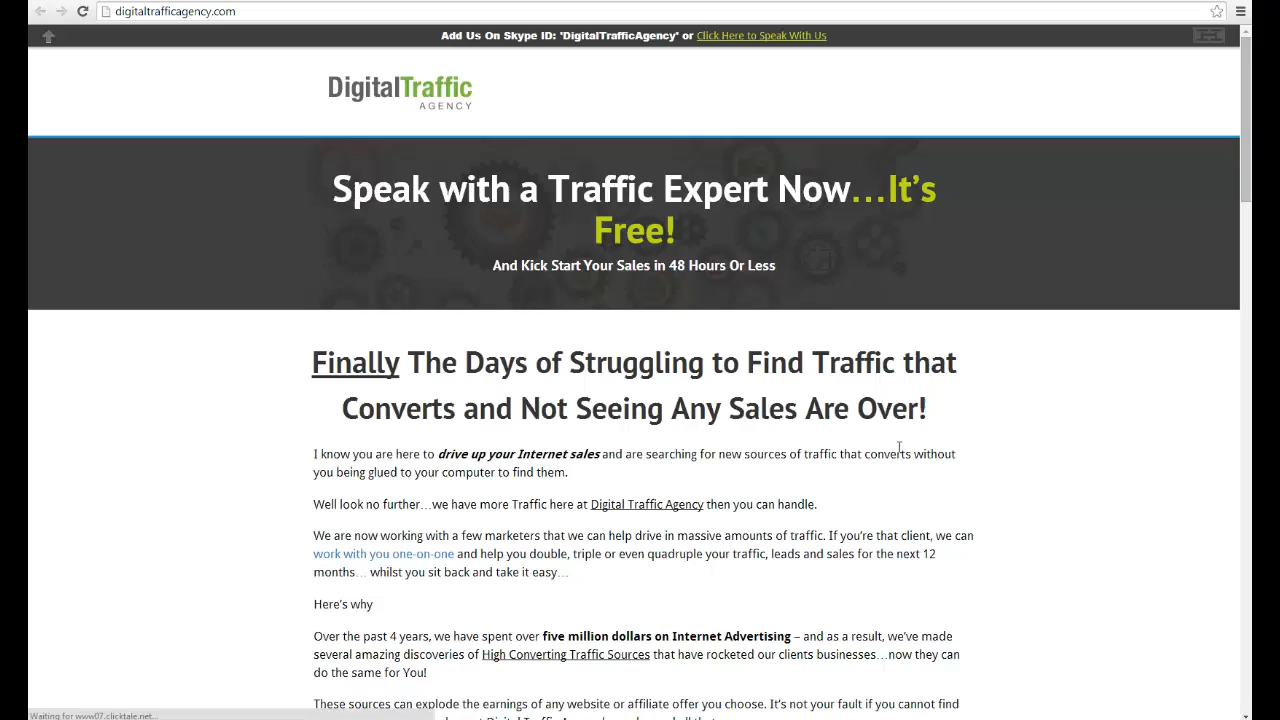 digitaltrafficagency.com
Add Us On Skype ID: 'DigitalTrafficAgency' or Click Here to Speak With Us
DigitalTraffic
AGENCY
Speak with a Traffic Expert Now…It’s
Free!
And Kick Start Your Sales in 48 Hours Or Less
Finally The Days of Struggling to Find Traffic that
Converts and Not Seeing Any Sales Are Over!
I know you are here to drive up your Internet sales and are searching for new sources of traffic that converts without
you being glued to your computer to find them.
Well look no further…we have more Traffic here at Digital Traffic Agency then you can handle.
We are now working with a few marketers that we can help drive in massive amounts of traffic. If you’re that client, we can
work with you one-on-one and help you double, triple or even quadruple your traffic, leads and sales for the next 12
months… whilst you sit back and take it easy…
Here’s why
Over the past 4 years, we have spent over five million dollars on Internet Advertising – and as a result, we’ve made
several amazing discoveries of High Converting Traffic Sources that have rocketed our clients businesses…now they can
do the same for You!
These sources can explode the earnings of any website or affiliate offer you choose. It’s not your fault if you cannot find
Waiting for www07.clicktale.net...